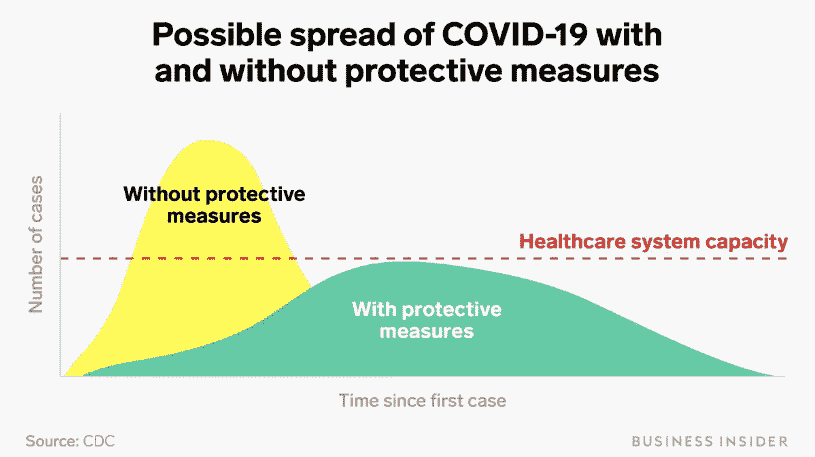 Possible spread of COVID-19 with
and without protective measures
Number of cases
Without protective
measures
Healthcare system capacity
With protective
measures
Time since first case
Source: CDC
BUSINESS INSIDER